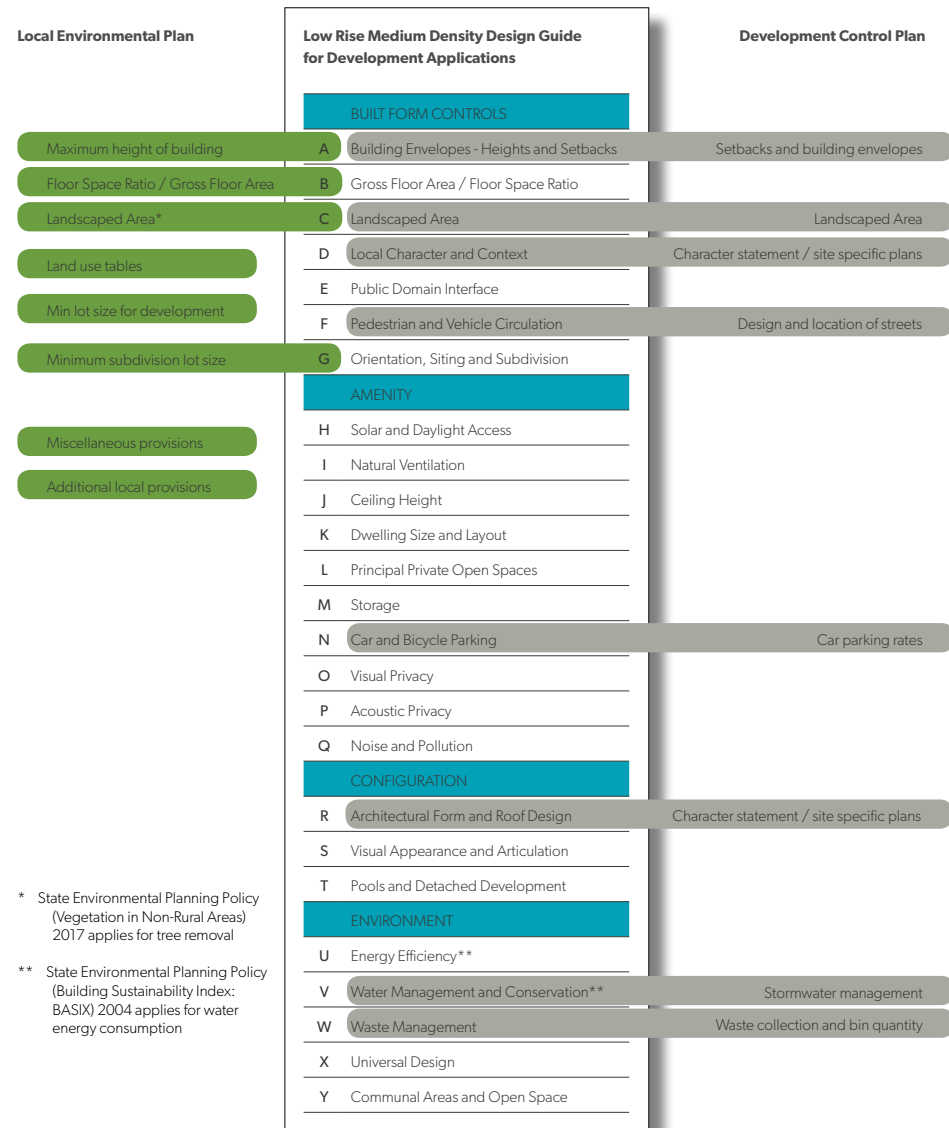 Local Environmental Plan
Low Rise Medium Density Design Guide
for Development Applications
Development Control Plan
BUILT FORM CONTROLS
Maximum height of building A Building Envelopes - Heights and Setbacks Setbacks and building envelopes
Floor Space Ratio / Gross Floor Area B Gross Floor Area / Floor Space Ratio
Landscaped Area* C Landscaped Area Landscaped Area
Land use tables
D Local Character and Context Character statement / site specific plans
E Public Domain Interface
Min lot size for development
F Pedestrian and Vehicle Circulation Design and location of streets
Minimum subdivision lot size G Orientation, Siting and Subdivision
AMENITY
H Solar and Daylight Access
Miscellaneous provisions
I Natural Ventilation
Additional local provisions
J Ceiling Height
K Dwelling Size and Layout
L Principal Private Open Spaces
M Storage
N Car and Bicycle Parking Car parking rates
O Visual Privacy
P Acoustic Privacy
Q Noise and Pollution
CONFIGURATION
R Architectural Form and Roof Design Character statement / site specific plans
S Visual Appearance and Articulation
T Pools and Detached Development
ENVIRONMENT
U Energy Efficiency**
V Water Management and Conservation** Stormwater management
W Waste Management Waste collection and bin quantity
X Universal Design
Y Communal Areas and Open Space
* State Environmental Planning Policy
(Vegetation in Non-Rural Areas)
2017 applies for tree removal
** State Environmental Planning Policy
(Building Sustainability Index:
BASIX) 2004 applies for water
energy consumption